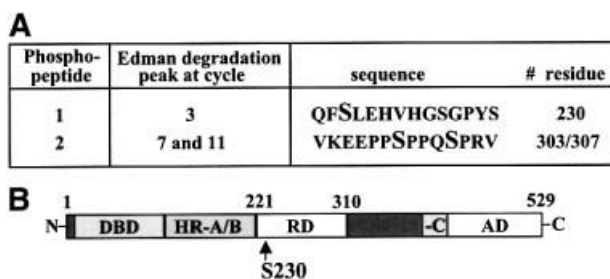 A
Phospho- Edman degradation
peptide peak at cycle sequence # residue
1 3 QFSLEHVHGSGPYS 230
2 7 and 11 VKEEPPSPPQSPRV 303/307
B 1 221 310 529
N- DBD HR-A/B RD -C AD -C
S230